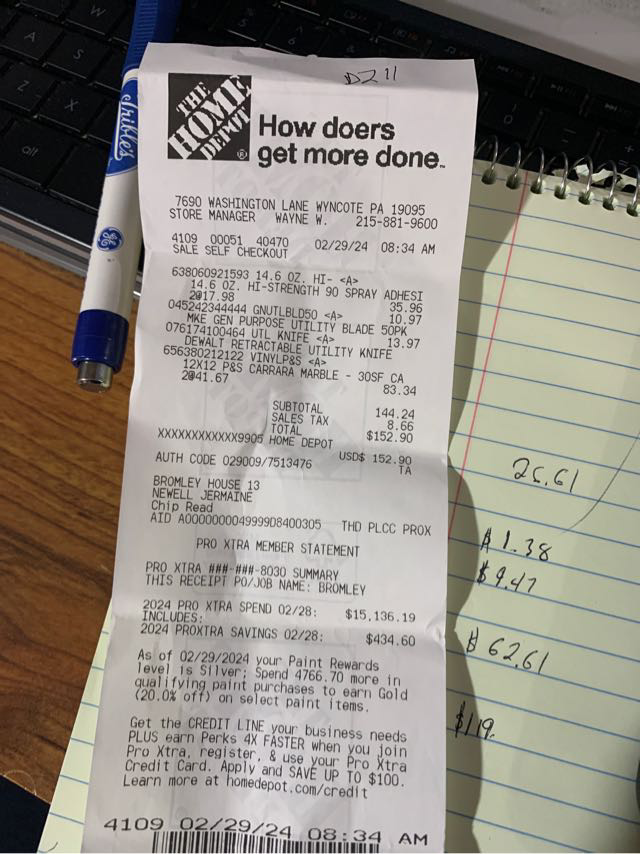 D211
THE HOME DEPOT
How doers
get more done.
7690 WASHINGTON LANE WYNCOTE PA 19095
STORE MANAGER WAYNE W. 215-881-9600
4109 00051 40470 02/29/24 08:34 AM
SALE SELF CHECKOUT
638060921593 14.6 OZ. HI- <A>
14.6 OZ. HI-STRENGTH 90 SPRAY ADHESI
2@17.98 35.96
045242344444 GNUTLBLD50 <A> 10.97
MKE GEN PURPOSE UTILITY BLADE 50PK
076174100464 UTL KNIFE <A> 13.97
DEWALT RETRACTABLE UTILITY KNIFE
656380212122 VINYLP&S <A>
12X12 P&S CARRARA MARBLE - 30SF CA
2@41.67 83.34
SUBTOTAL 144.24
SALES TAX 8.66
TOTAL $152.90
XXXXXXXXXXXX9905 HOME DEPOT
USD$ 152.90
AUTH CODE 029009/7513476 TA
BROMLEY HOUSE 13
NEWELL JERMAINE
Chip Read
AID A0000000049999D8400305 THD PLCC PROX
PRO XTRA MEMBER STATEMENT
PRO XTRA ###-###-8030 SUMMARY
THIS RECEIPT PO/JOB NAME: BROMLEY
2024 PRO XTRA SPEND 02/28: $15,136.19
INCLUDES:
2024 PROXTRA SAVINGS 02/28: $434.60
As of 02/29/2024 your Paint Rewards
level is Silver; Spend 4766.70 more in
qualifying paint purchases to earn Gold
(20.0% off) on select paint items.
Get the CREDIT LINE your business needs
PLUS earn Perks 4X FASTER when you join
Pro Xtra, register, & use your Pro Xtra
Credit Card. Apply and SAVE UP TO $100.
Learn more at homedepot.com/credit
4109 02/29/24 08:34 AM
26.61
$1.38
$9.47
$62.61
$119.
W
A
S
Z
X
alt
GE